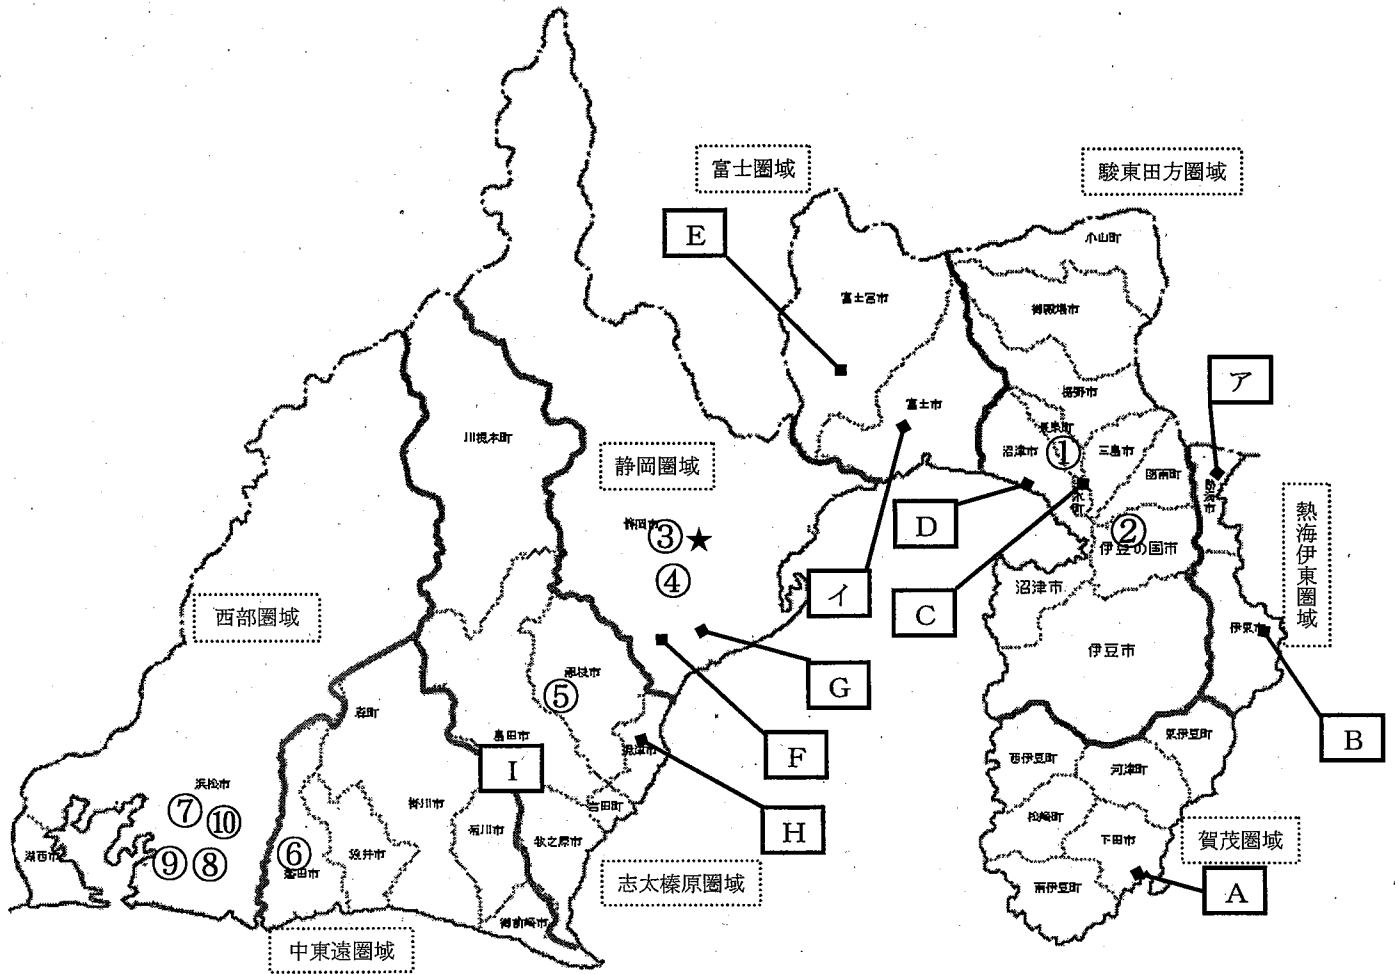 富士圏域
駿東田方圏域
小山町
E
富士宮市
御殿場市
ア
裾野市
富士市
川根本町
長泉町
沼津市
①
三島市
函南町
静岡圏域
熱海市
清水町
D
静岡市
③
★
②
伊豆の国市
熱海伊東圏域
④
沼津市
イ
C
西部圏域
伊東市
伊豆市
G
藤枝市
⑤
森町
島田市
焼津市
F
B
東伊豆町
西伊豆町
河津町
I
浜松市
⑦
⑩
掛川市
吉田町
H
松崎町
菊川市
牧之原市
下田市
賀茂圏域
湖西市
⑨
⑧
⑥
磐田市
袋井市
志太榛原圏域
南伊豆町
A
御前崎市
中東遠圏域